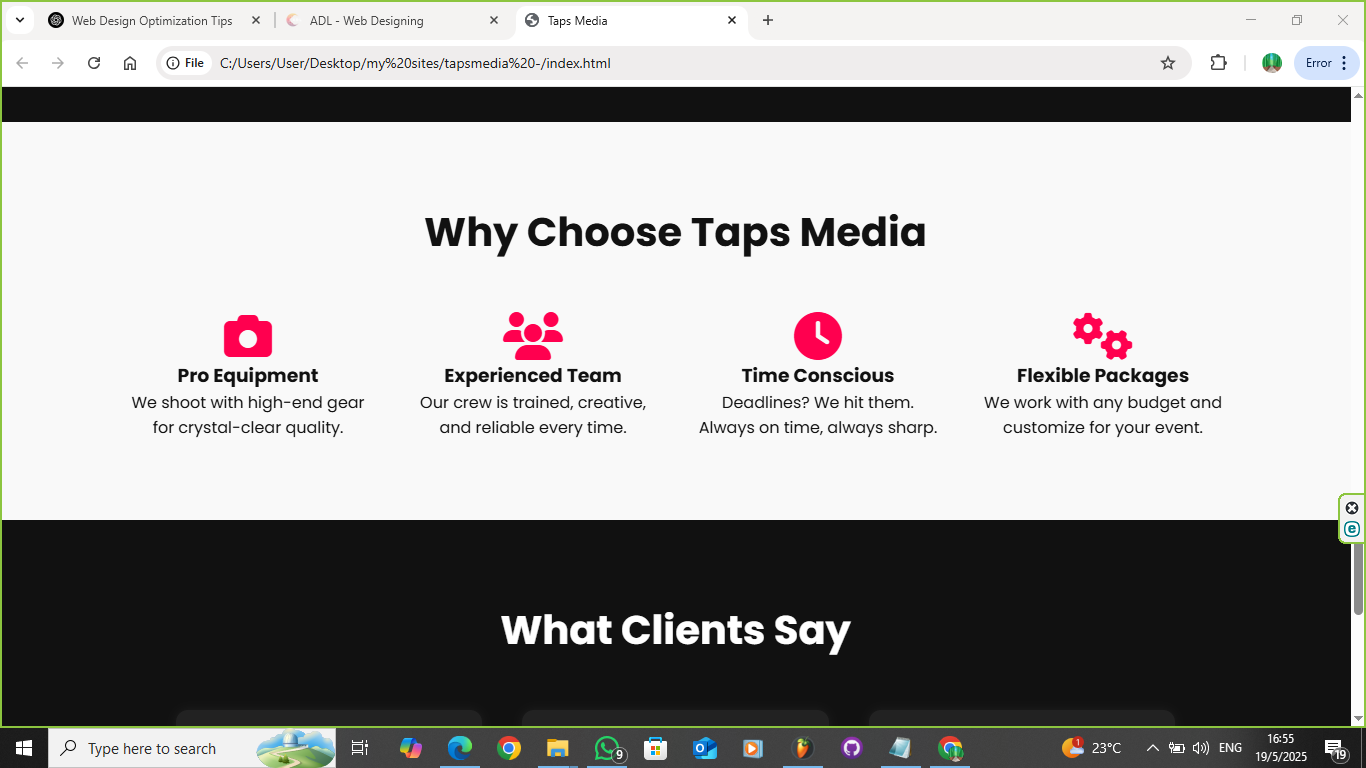 Web Design Optimization Tips
ADL - Web Designing
Taps Media
File
C:/Users/User/Desktop/my%20sites/tapsmedia%20-/index.html
Error
Why Choose Taps Media
Pro Equipment
We shoot with high-end gear
for crystal-clear quality.
Experienced Team
Our crew is trained, creative,
and reliable every time.
Time Conscious
Deadlines? We hit them.
Always on time, always sharp.
Flexible Packages
We work with any budget and
customize for your event.
What Clients Say
Type here to search
9
1
23°C
ENG
16:55
19/5/2025
19